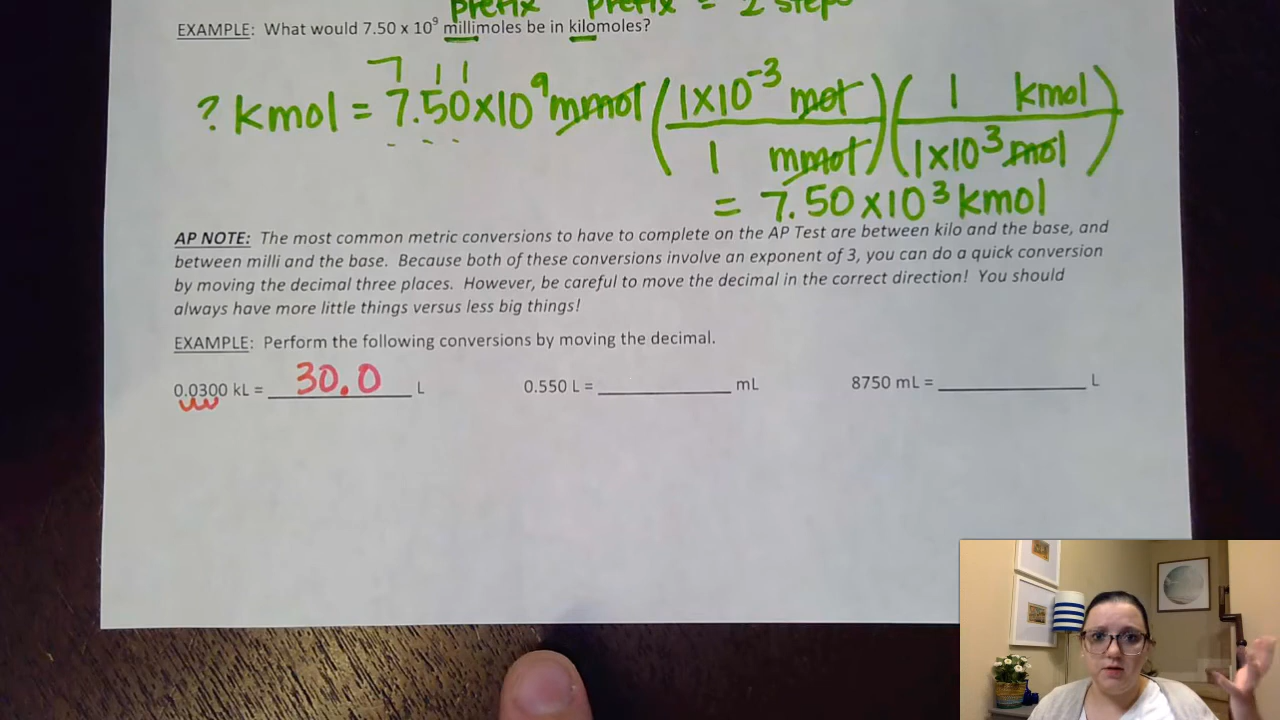 prefix prefix = 2 steps
EXAMPLE: What would 7.50 x 10⁹ millimoles be in kilomoles?
? kmol = 7.50x10⁹ mmol (1x10⁻³ mol / 1 mmol) (1 kmol / 1x10³ mol)
= 7.50x10³ kmol
AP NOTE: The most common metric conversions to have to complete on the AP Test are between kilo and the base, and
between milli and the base. Because both of these conversions involve an exponent of 3, you can do a quick conversion
by moving the decimal three places. However, be careful to move the decimal in the correct direction! You should
always have more little things versus less big things!
EXAMPLE: Perform the following conversions by moving the decimal.
0.0300 kL = 30.0 L 0.550 L = ____________ mL 8750 mL = ____________ L